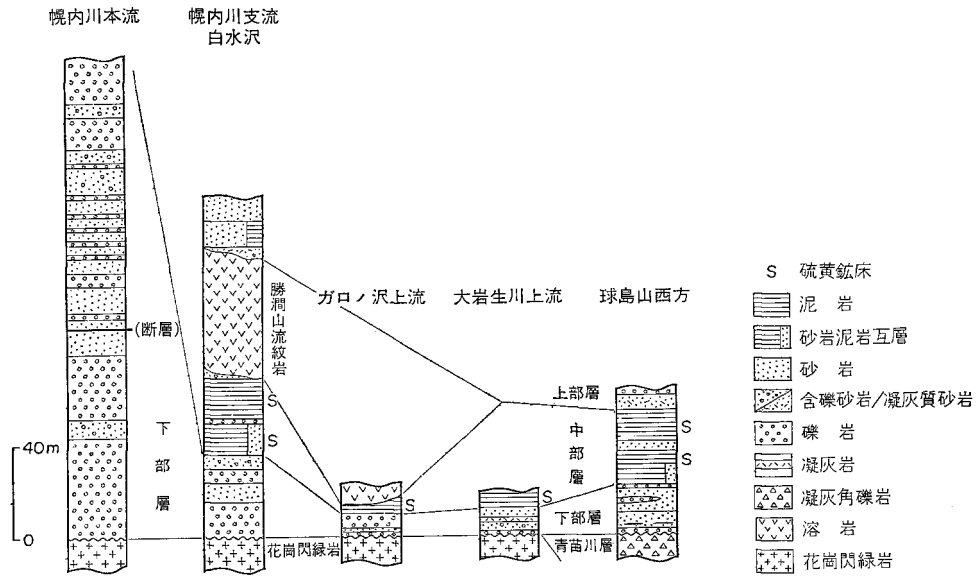 幌内川本流
幌内川支流
白水沢
ガロノ沢上流
大岩生川上流
球島山西方
(断層)
勝澗山流紋岩
下部層
上部層
中部層
下部層
青苗川層
花崗閃緑岩
40m
0
S
S
S
S
S
S
S 硫黄鉱床
泥岩
砂岩泥岩互層
砂岩
含礫砂岩/凝灰質砂岩
礫岩
凝灰岩
凝灰角礫岩
溶岩
花崗閃緑岩